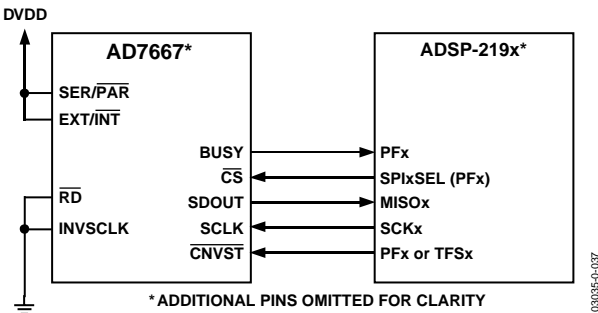 DVDD
AD7667*
ADSP-219x*
SER/PAR
EXT/INT
BUSY
PFx
CS
SPIxSEL (PFx)
RD
SDOUT
MISOx
INVSCLK
SCLK
SCKx
CNVST
PFx or TFSx
*ADDITIONAL PINS OMITTED FOR CLARITY
03035-0-037